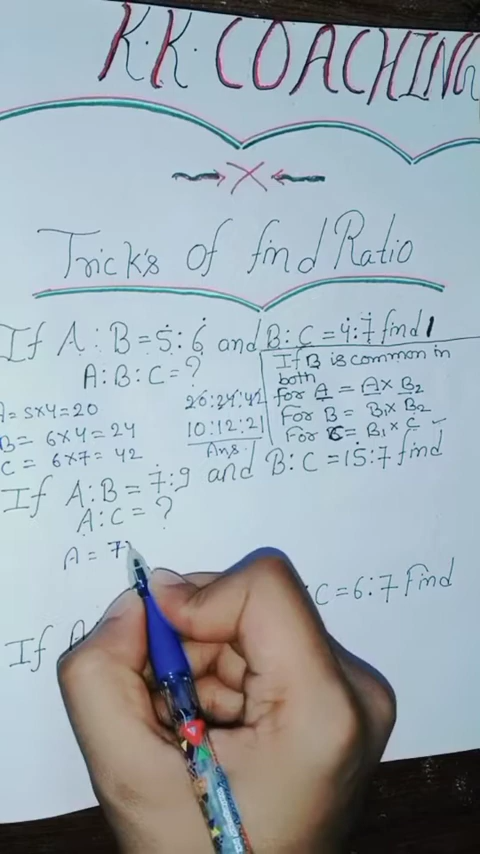 K.K. COACHING
Trick's of find Ratio
If A:B=5:6 and B:C=4:7 find
A:B:C=?
If B is common in
both
for A = A× B2
For B= B1× B2
For C= B1× C
A=5×4=20
B= 6×4=24
C = 6×7= 42
:24:42
10:12:21
Ans.
If A:B=7:9 and B:C=15:7 find
A:C=?
A = 7
If A
:C=6:7 Find